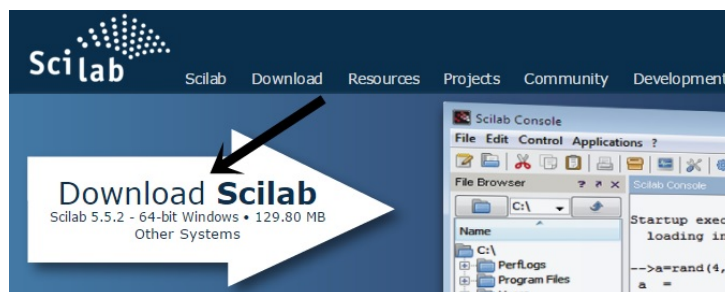 Scilab
Scilab Download Resources Projects Community Development
Download Scilab
Scilab 5.5.2 - 64-bit Windows • 129.80 MB
Other Systems
Scilab Console
File Edit Control Applications ?
File Browser ? ↗ ×
Scilab Console
C:\
Name
C:\
PerfLogs
Program Files
Startup exec
loading in
-->a=rand(4,
a =